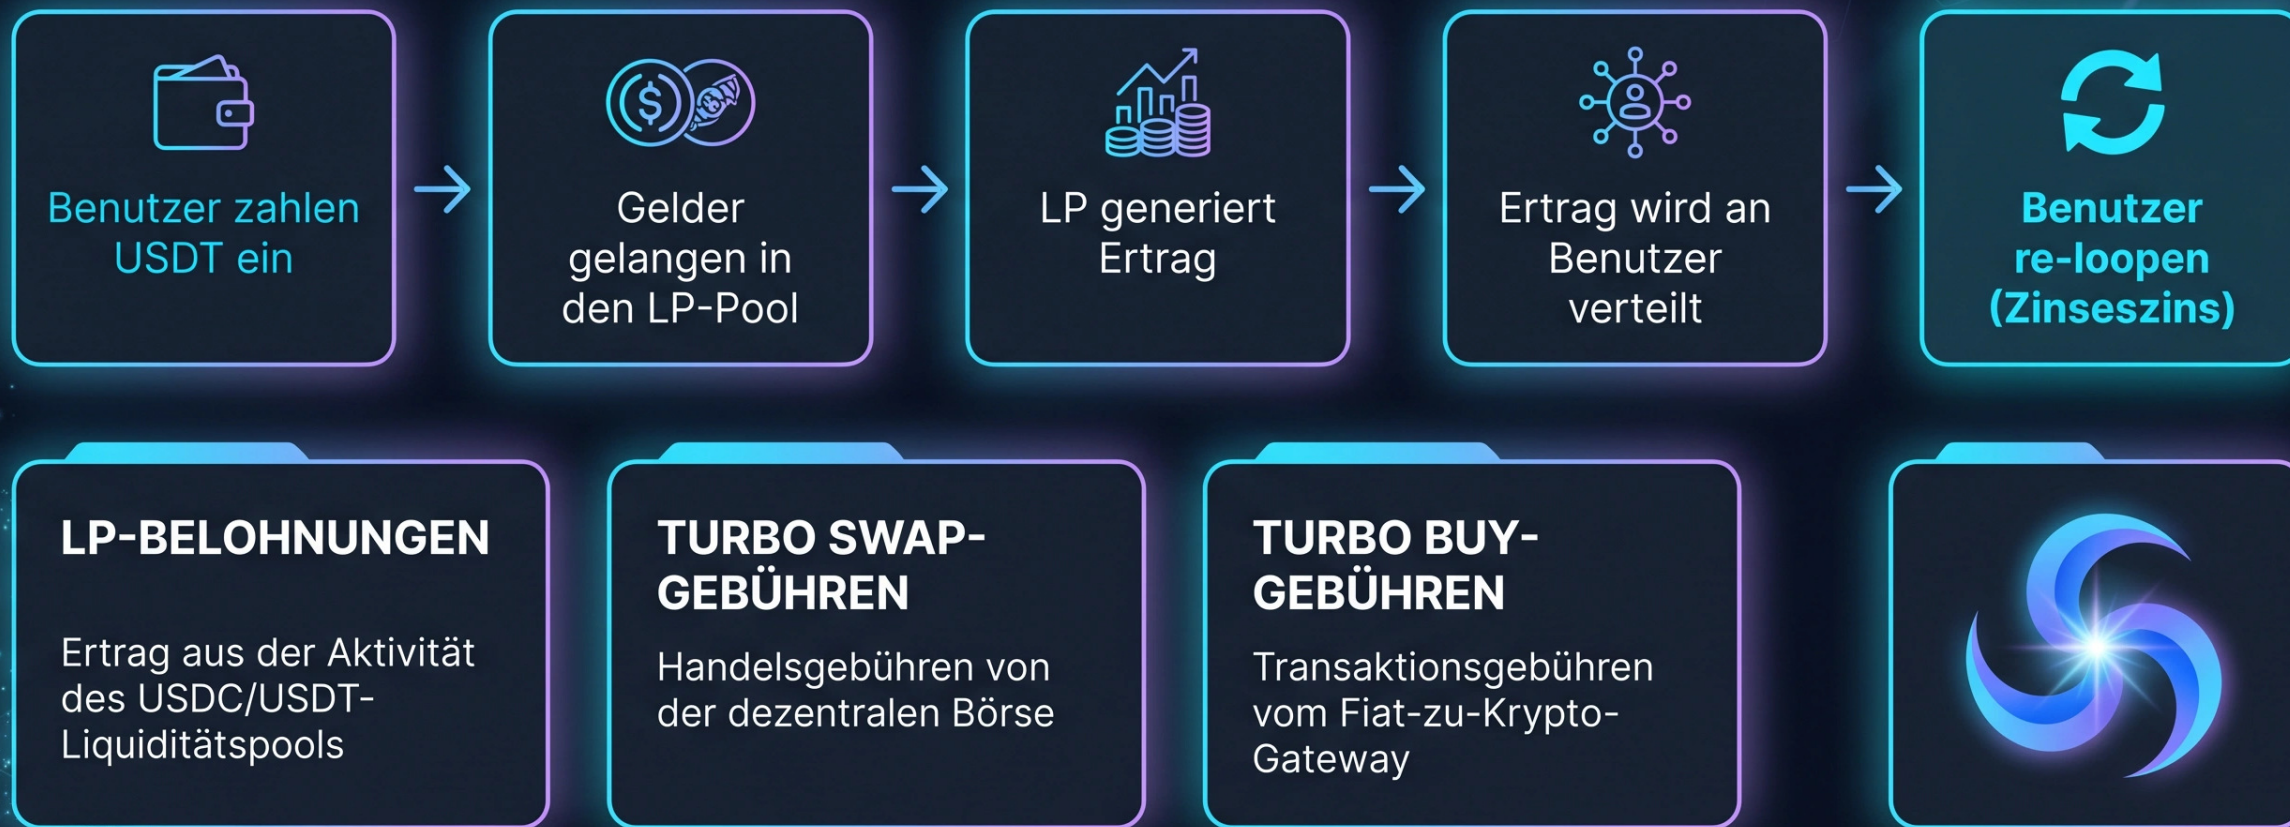 Benutzer zahlen
USDT ein
Gelder
gelangen in
den LP-Pool
LP generiert
Ertrag
Ertrag wird an
Benutzer
verteilt
Benutzer
re-loopen
(Zinseszins)
LP-BELOHNUNGEN
Ertrag aus der Aktivität
des USDC/USDT-
Liquiditätspools
TURBO SWAP-
GEBÜHREN
Handelsgebühren von
der dezentralen Börse
TURBO BUY-
GEBÜHREN
Transaktionsgebühren
vom Fiat-zu-Krypto-
Gateway